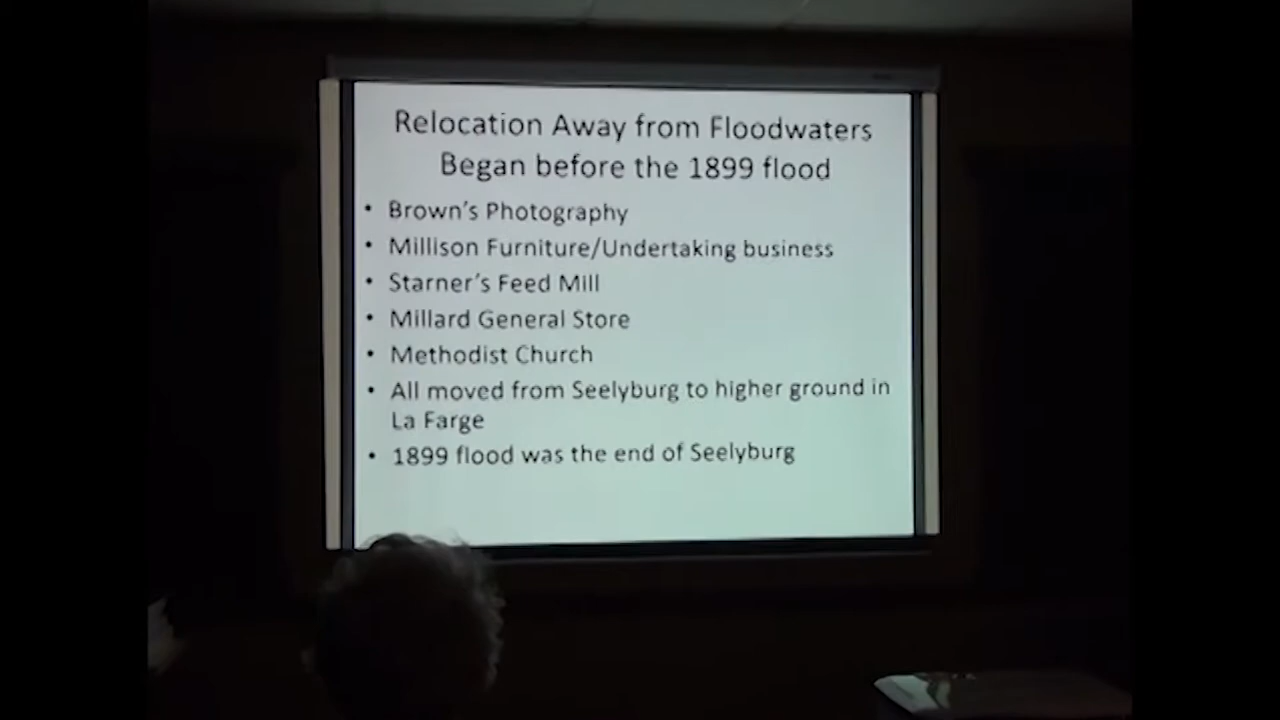 Relocation Away from Floodwaters
Began before the 1899 flood
• Brown's Photography
• Millison Furniture/Undertaking business
• Starner's Feed Mill
• Millard General Store
• Methodist Church
• All moved from Seelyburg to higher ground in
La Farge
• 1899 flood was the end of Seelyburg